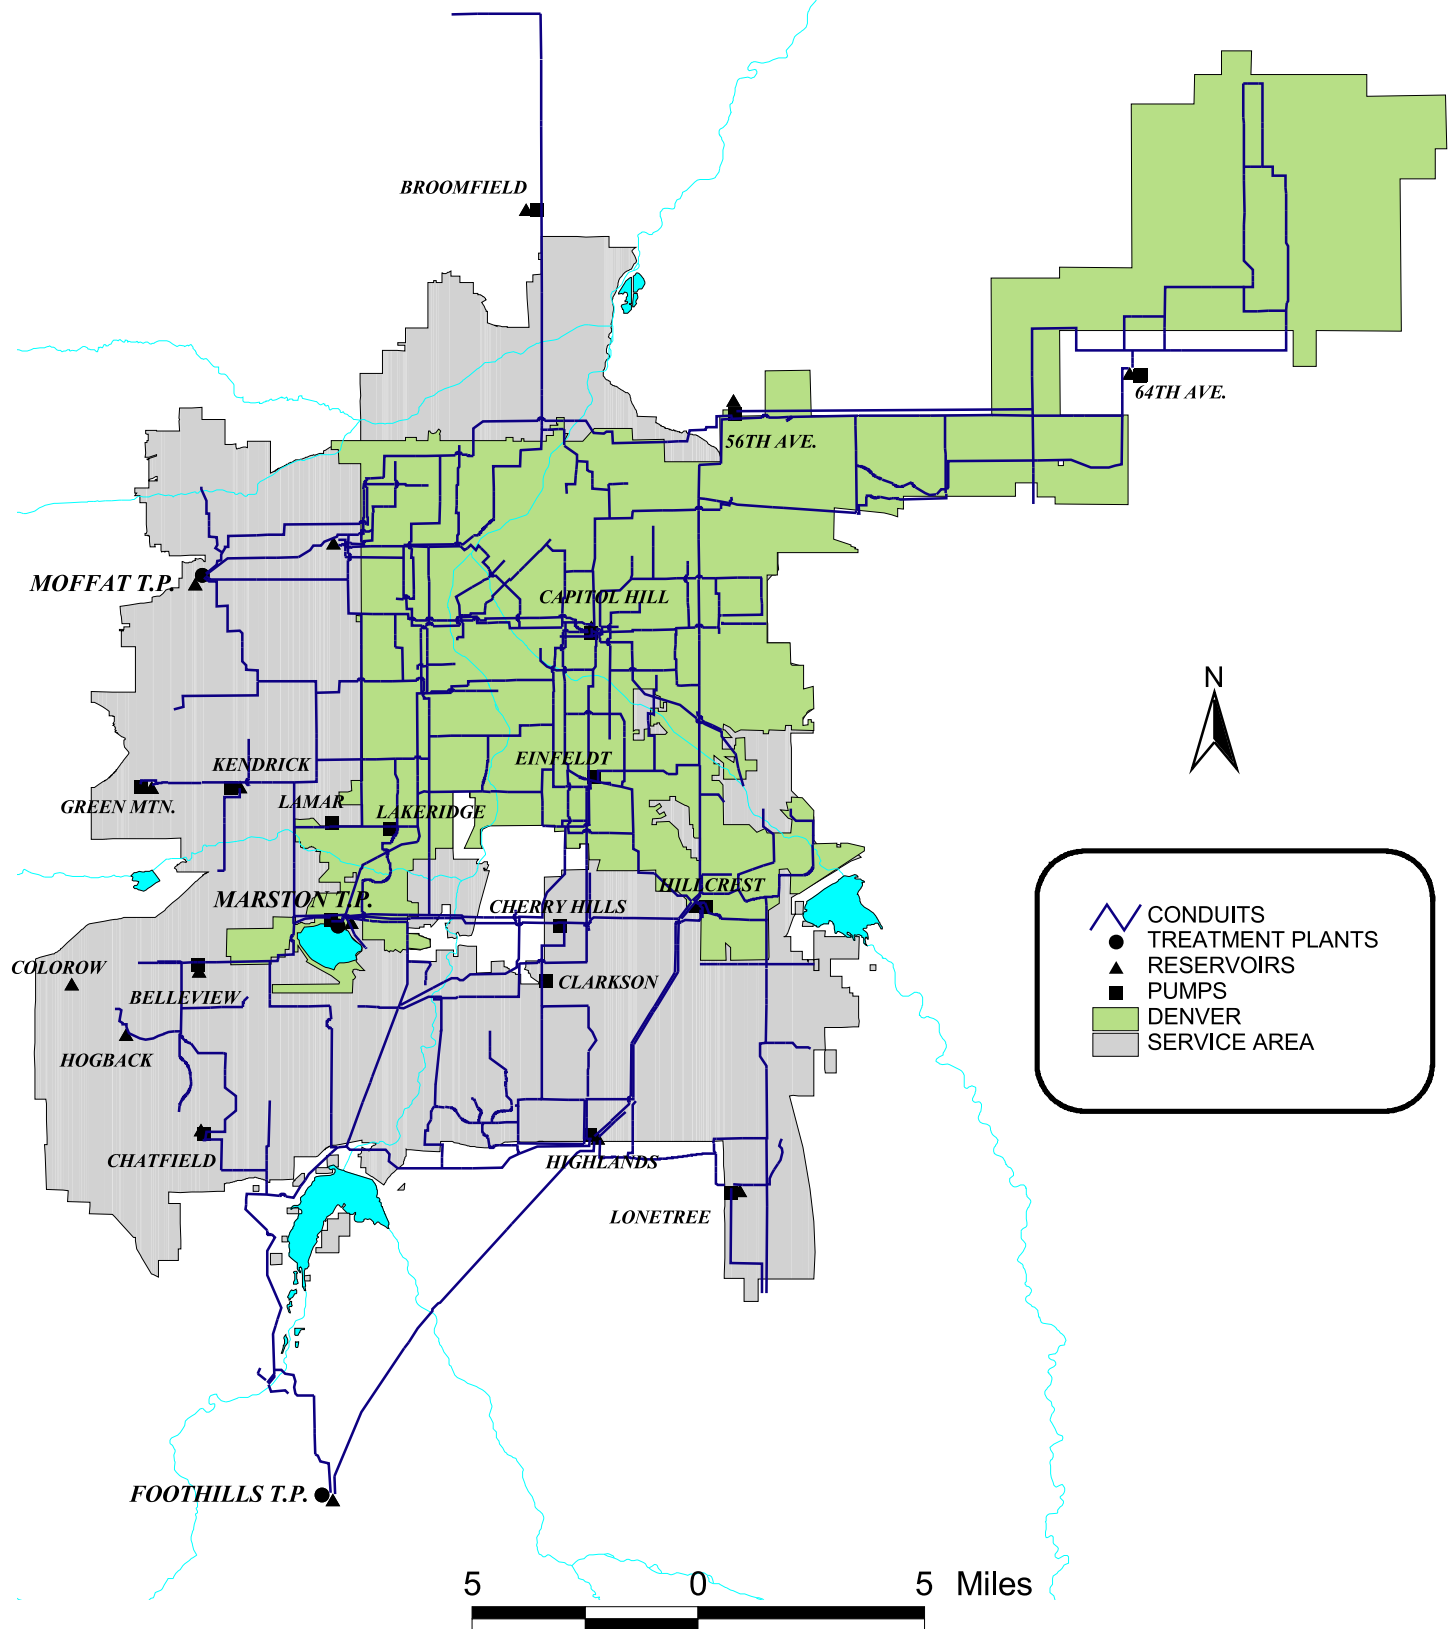 BROOMFIELD
64TH AVE.
56TH AVE.
MOFFAT T.P.
CAPITOL HILL
N
EINFELDT
KENDRICK
GREEN MTN.
LAMAR
LAKERIDGE
HILLCREST
MARSTON T.P.
CHERRY HILLS
COLOROW
BELLEVIEW
CLARKSON
HOGBACK
CHATFIELD
HIGHLANDS
LONETREE
FOOTHILLS T.P.
CONDUITS
TREATMENT PLANTS
RESERVOIRS
PUMPS
DENVER
SERVICE AREA
5 0 5 Miles